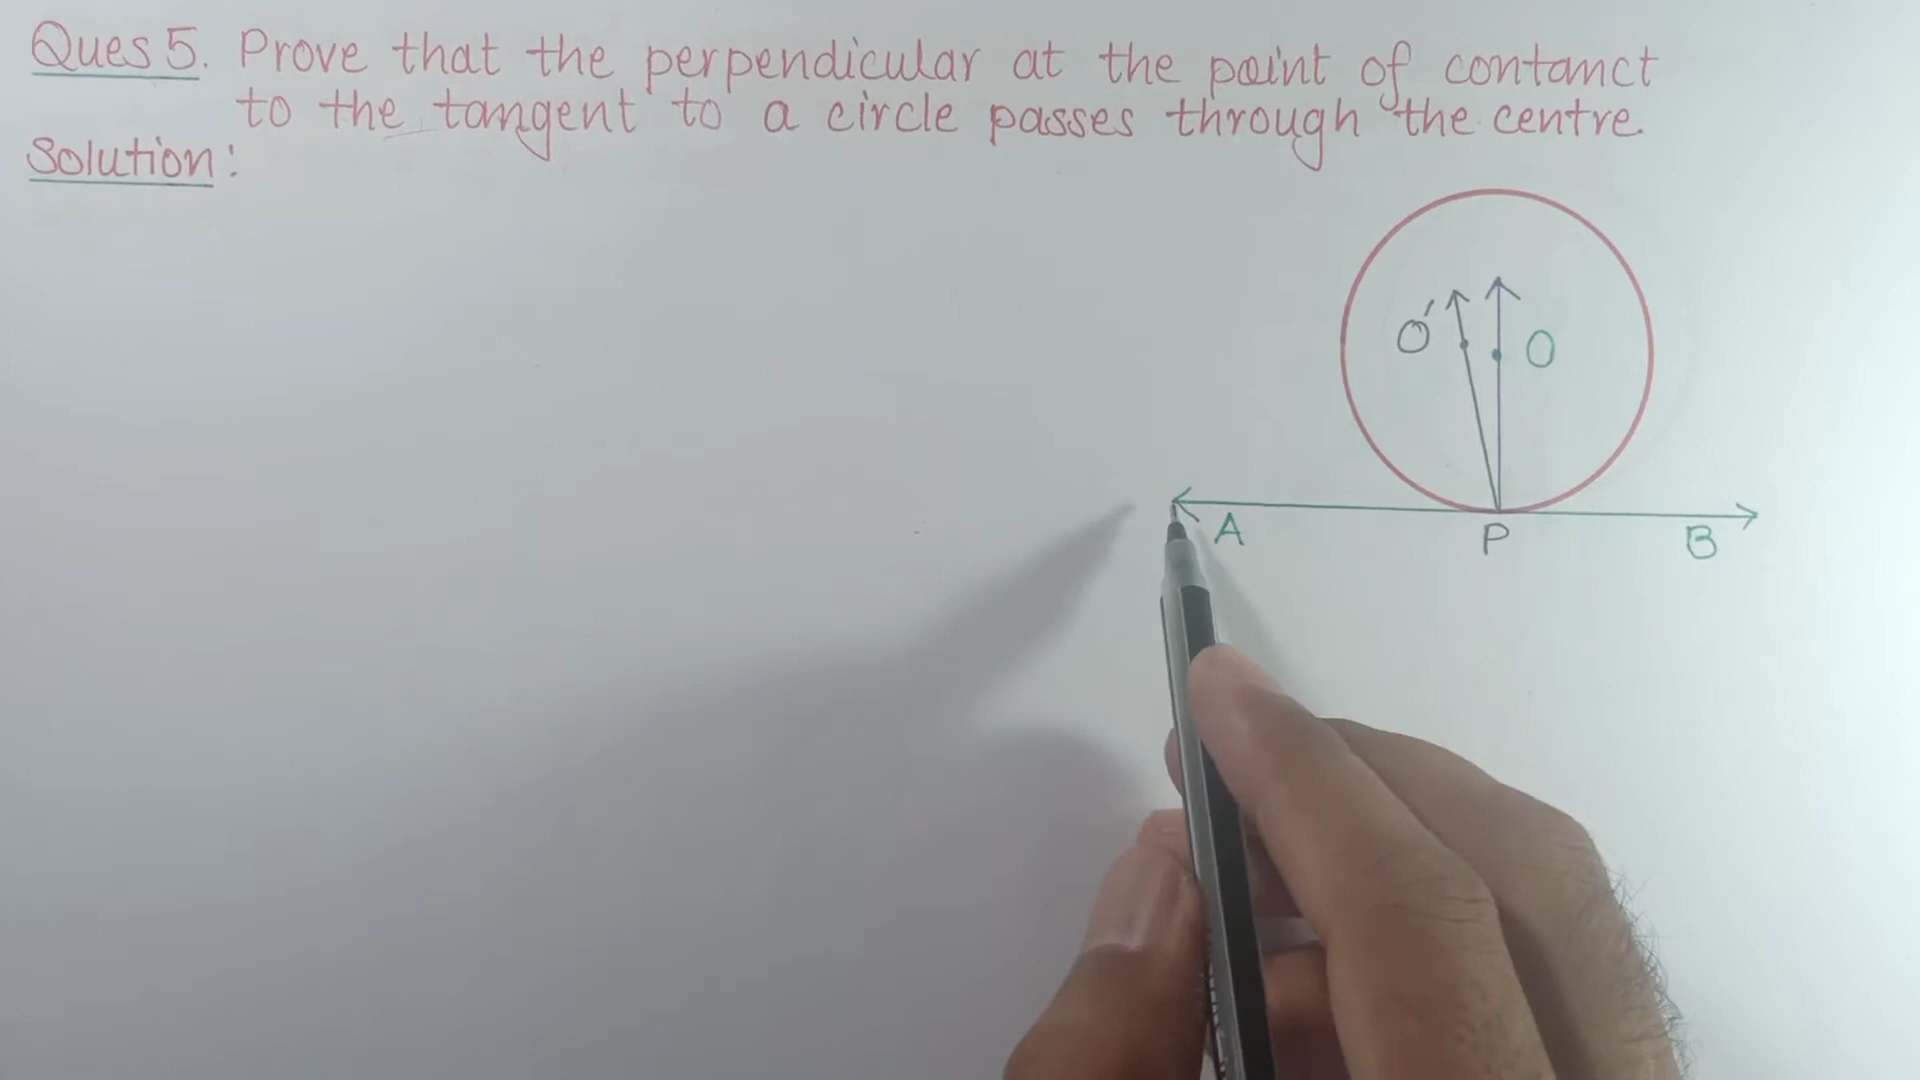 Ques 5. Prove that the perpendicular at the point of contanct
to the tangent to a circle passes through the centre.
Solution:
O' O
A P B